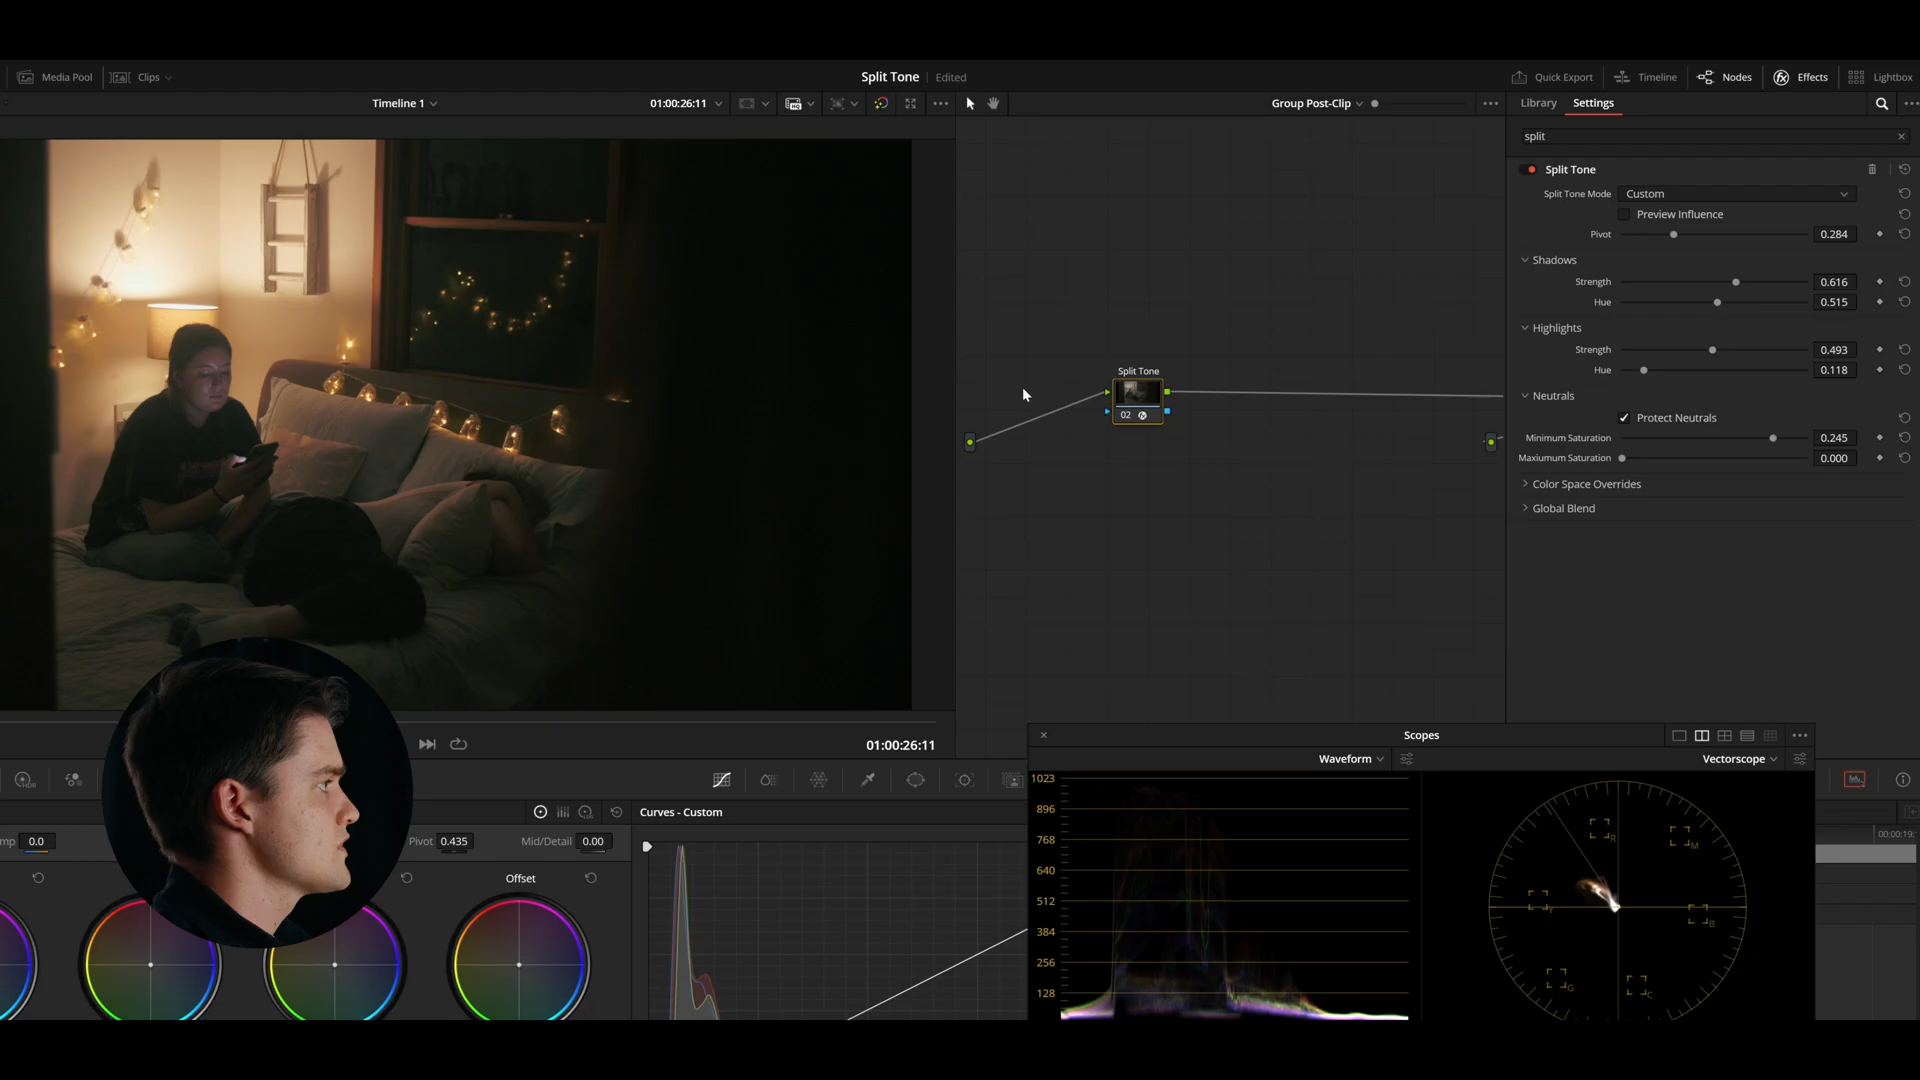 Media Pool
Clips
Split Tone
Edited
Quick Export
Timeline
Nodes
Effects
Lightbox
Timeline 1
01:00:26:11
Group Post-Clip
Library
Settings
split
Split Tone
Split Tone Mode
Custom
Preview Influence
Pivot
0.284
Shadows
Strength
0.616
Hue
0.515
Highlights
Strength
0.493
Hue
0.118
Neutrals
Protect Neutrals
Minimum Saturation
0.245
Maxiumum Saturation
0.000
Color Space Overrides
Global Blend
Split Tone
02
01:00:26:11
Scopes
Waveform
Vectorscope
1023
896
768
640
512
384
256
128
R
M
Y
B
G
C
HDR
Curves - Custom
mp
0.0
Pivot
0.435
Mid/Detail
0.00
Offset
00:00:19: